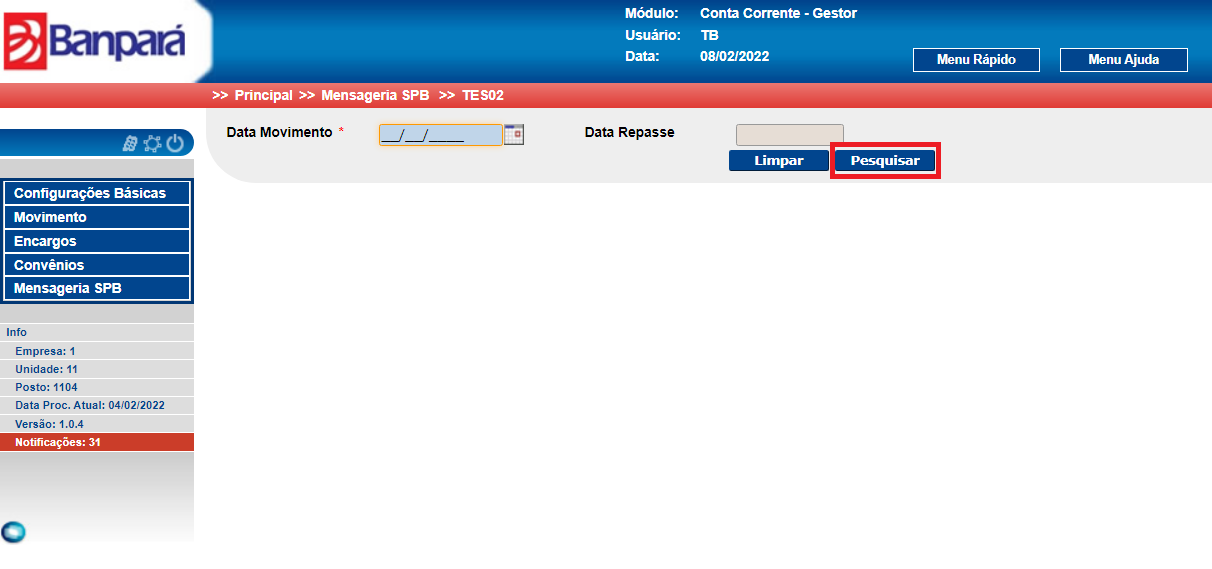 Banpará
Módulo: Conta Corrente - Gestor
Usuário: TB
Data: 08/02/2022
Menu Rápido Menu Ajuda
>> Principal >> Mensageria SPB >> TES02
Data Movimento * __/__/____ Data Repasse
Limpar Pesquisar
Configurações Básicas
Movimento
Encargos
Convênios
Mensageria SPB
Info
Empresa: 1
Unidade: 11
Posto: 1104
Data Proc. Atual: 04/02/2022
Versão: 1.0.4
Notificações: 31